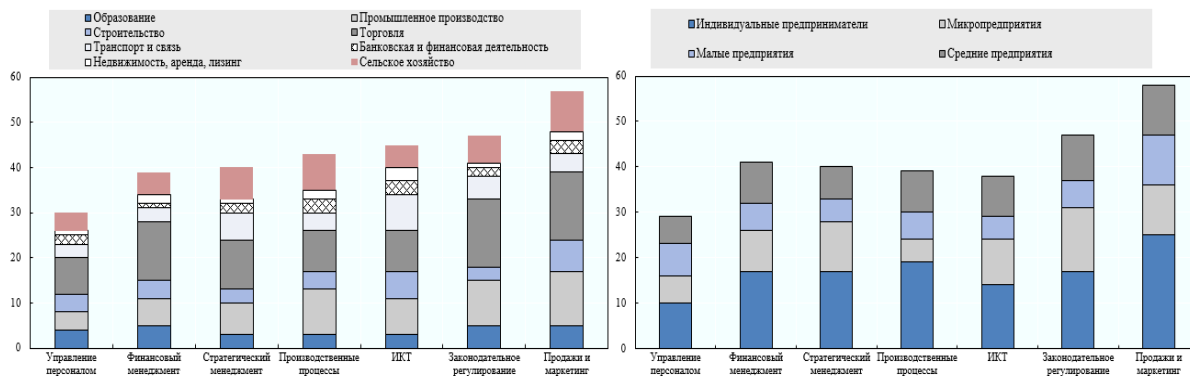 Образование
Промышленное производство
Строительство
Торговля
Транспорт и связь
Банковская и финансовая деятельность
Недвижимость, аренда, лизинг
Сельское хозяйство
60
50
40
30
20
10
0
Управление
персоналом
Финансовый
менеджмент
Стратегический
менеджмент
Производственные
процессы
ИКТ
Законодательное
регулирование
Продажи и
маркетинг
Индивидуальные предприниматели
Микропредприятия
Малые предприятия
Средние предприятия
60
50
40
30
20
10
0
Управление
персоналом
Финансовый
менеджмент
Стратегический
менеджмент
Производственные
процессы
ИКТ
Законодательное
регулирование
Продажи и
маркетинг